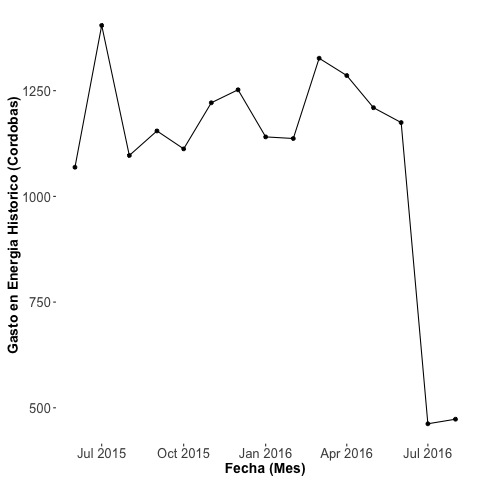 Gasto en Energia Historico (Cordobas)
1250
1000
750
500
Jul 2015 Oct 2015 Jan 2016 Apr 2016 Jul 2016
Fecha (Mes)